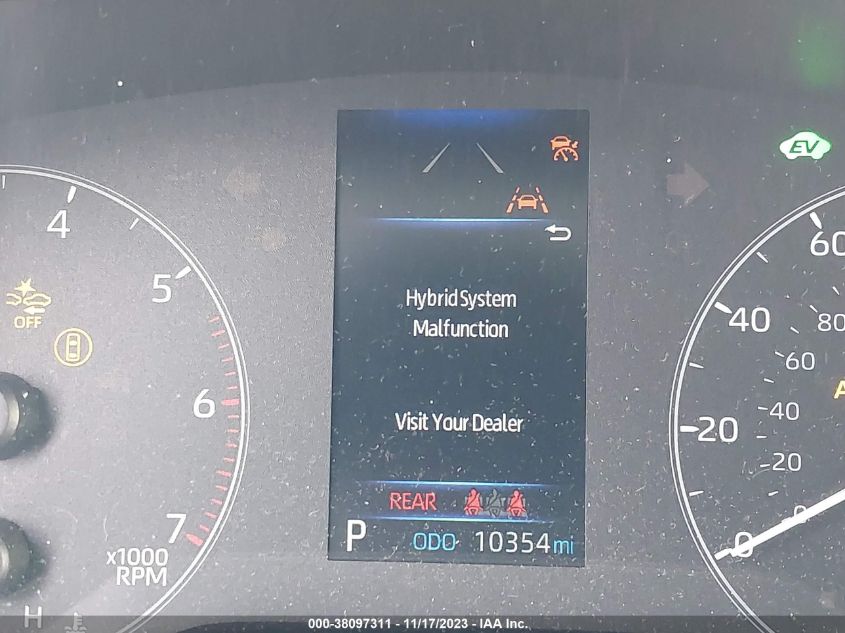 EV
4
60
5
Hybrid System
Malfunction
OFF
40
80
60
Visit Your Dealer
6
20
40
20
REAR
7
0
0
x1000
RPM
P
ODO 10354 mi
H
000-38097311 - 11/17/2023 - IAA Inc.